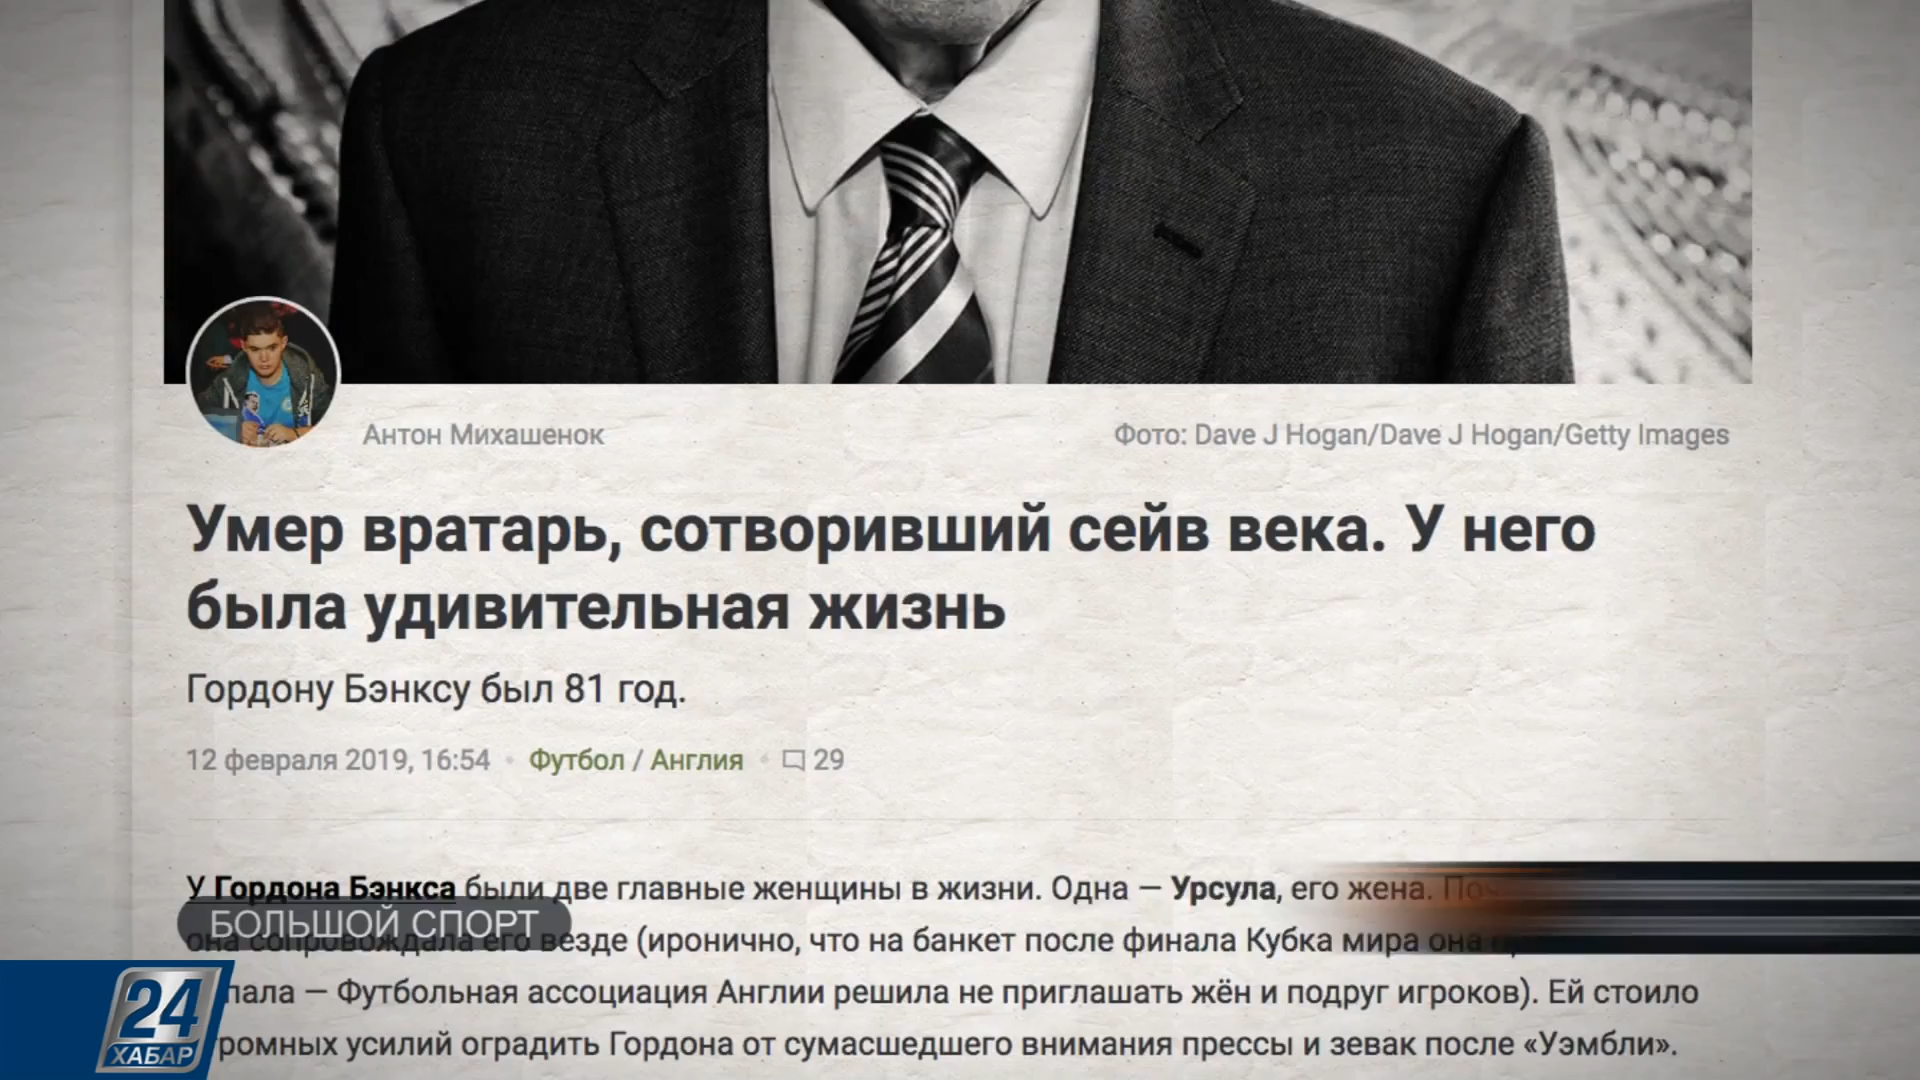 Антон Михашенок
Фото: Dave J Hogan/Dave J Hogan/Getty Images
Умер вратарь, сотворивший сейв века. У него
была удивительная жизнь
Гордону Бэнксу был 81 год.
12 февраля 2019, 16:54 • Футбол / Англия • 29
У Гордона Бэнкса были две главные женщины в жизни. Одна — Урсула, его жена.
БОЛЬШОЙ СПОРТ
она сопровождала его везде (иронично, что на банкет после финала Кубка мира она
— Футбольная ассоциация Англии решила не приглашать жён и подруг игроков). Ей стоило
усилий оградить Гордона от сумасшедшего внимания прессы и зевак после «Уэмбли».
24
ХАБАР